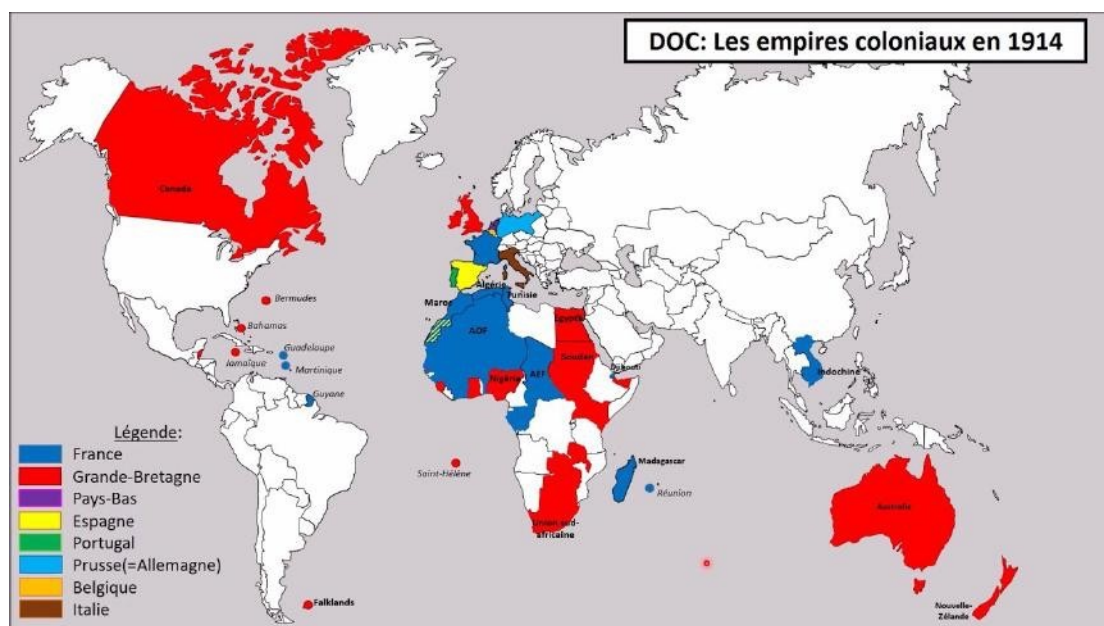 DOC: Les empires coloniaux en 1914
Canada
Bermudes
Bahamas
Jamaïque
Guadeloupe
Martinique
Guyane
Maroc
Algérie
Tunisie
AOF
Egypte
Soudan
Djibouti
Nigéria
AEF
Indochine
Saint-Hélène
Madagascar
Réunion
Union sud-
africaine
Australie
Nouvelle-
Zélande
Falklands
Légende:
France
Grande-Bretagne
Pays-Bas
Espagne
Portugal
Prusse(=Allemagne)
Belgique
Italie